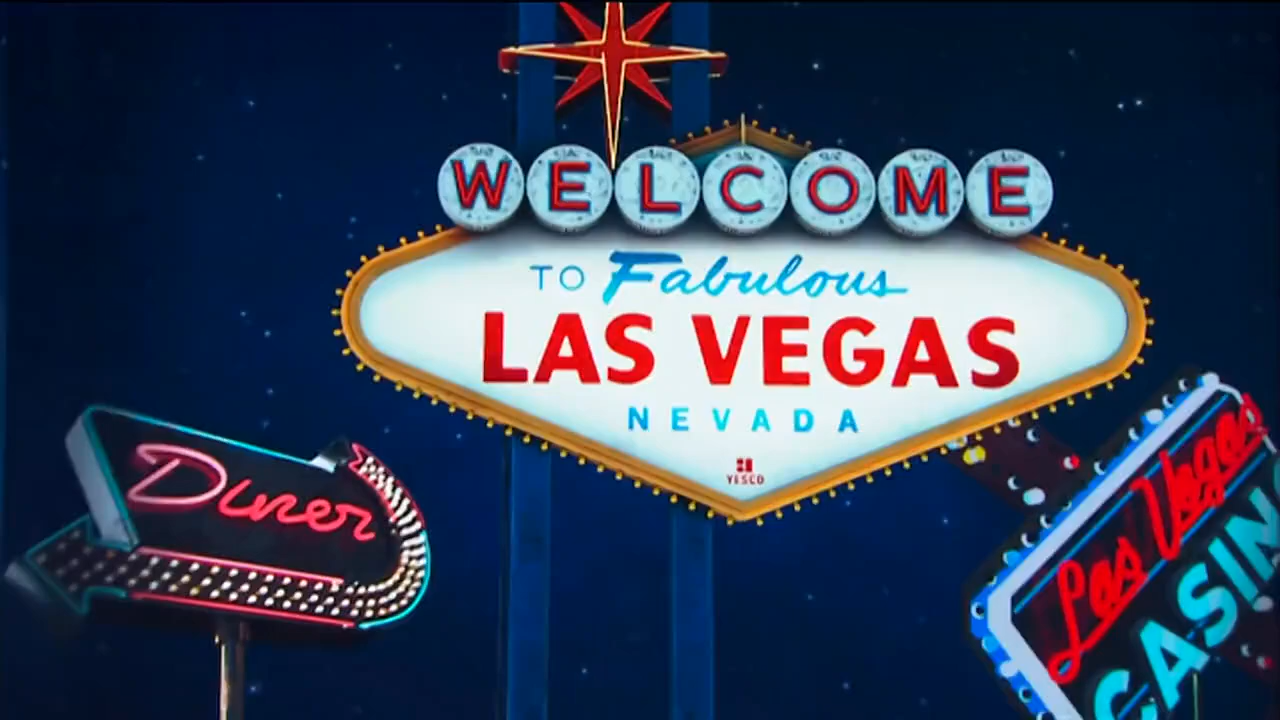 WELCOME
TO Fabulous
LAS VEGAS
NEVADA
YESCO
Diner
Las Vegas
CASIN